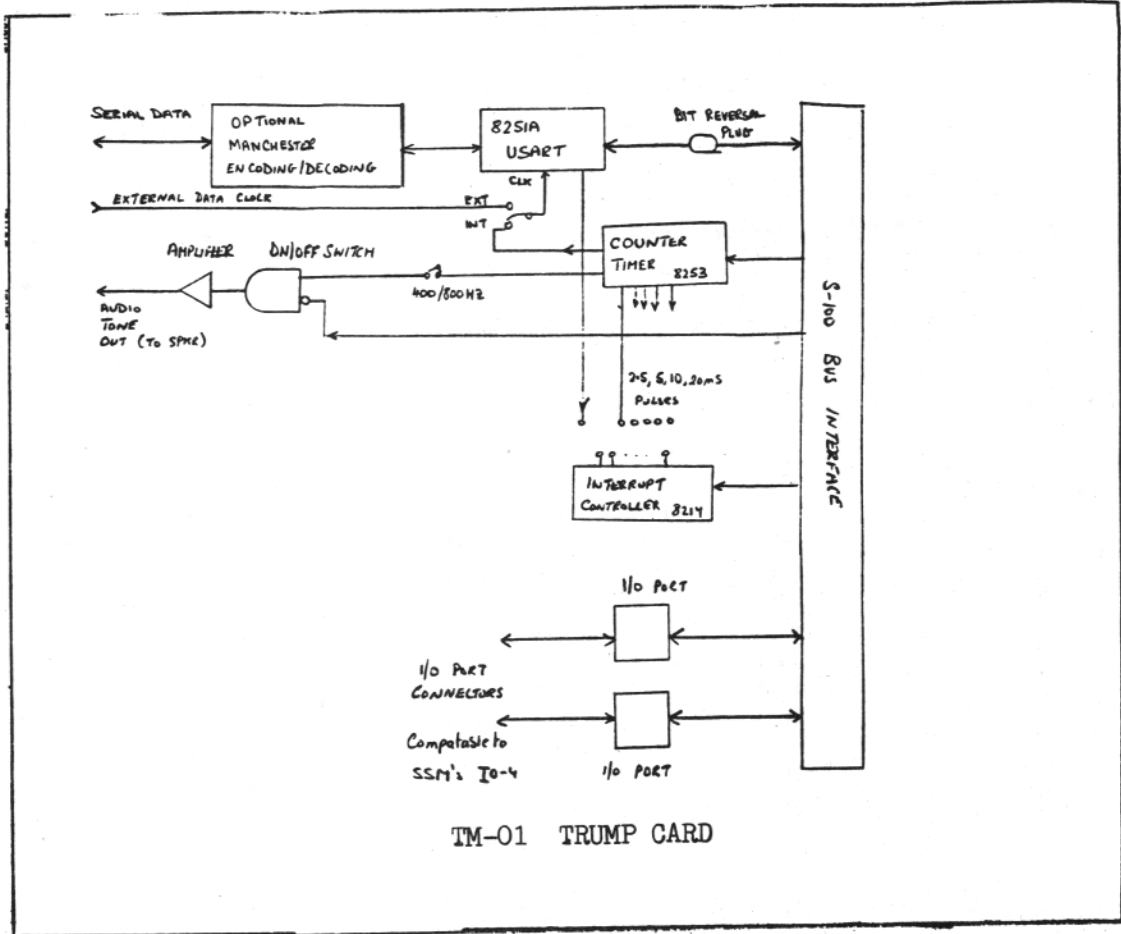 SERIAL DATA
OPTIONAL
MANCHESTER
ENCODING/DECODING
8251A
USART
CLK
BIT REVERSAL
PLUG
EXTERNAL DATA CLOCK
EXT
INT
AMPLIFIER
ON/OFF SWITCH
400/800HZ
COUNTER
TIMER
8253
AUDIO
TONE
OUT (TO SPKR)
2.5, 5, 10, 20mS
PULSES
S-100 BUS INTERFACE
INTERRUPT
CONTROLLER 8214
I/O PORT
I/O PORT
CONNECTORS
Compatable to
SSM's IO-4
I/O PORT
TM-01 TRUMP CARD